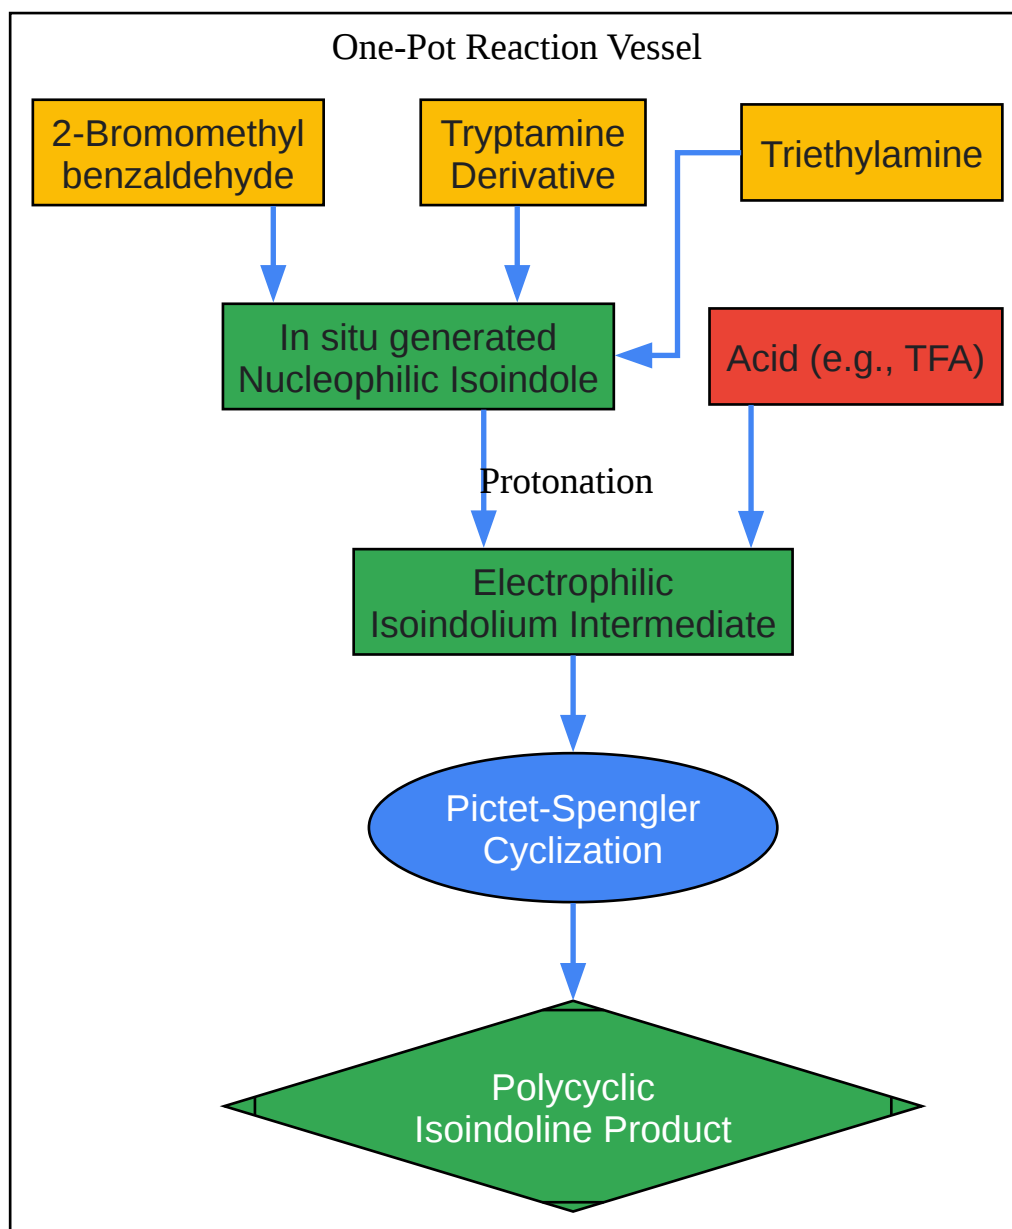 One-Pot Reaction Vessel
2-Bromomethyl
benzaldehyde
Tryptamine
Derivative
Triethylamine
In situ generated
Nucleophilic Isoindole
Acid (e.g., TFA)
Protonation
Electrophilic
Isoindolium Intermediate
Pictet-Spengler
Cyclization
Polycyclic
Isoindoline Product